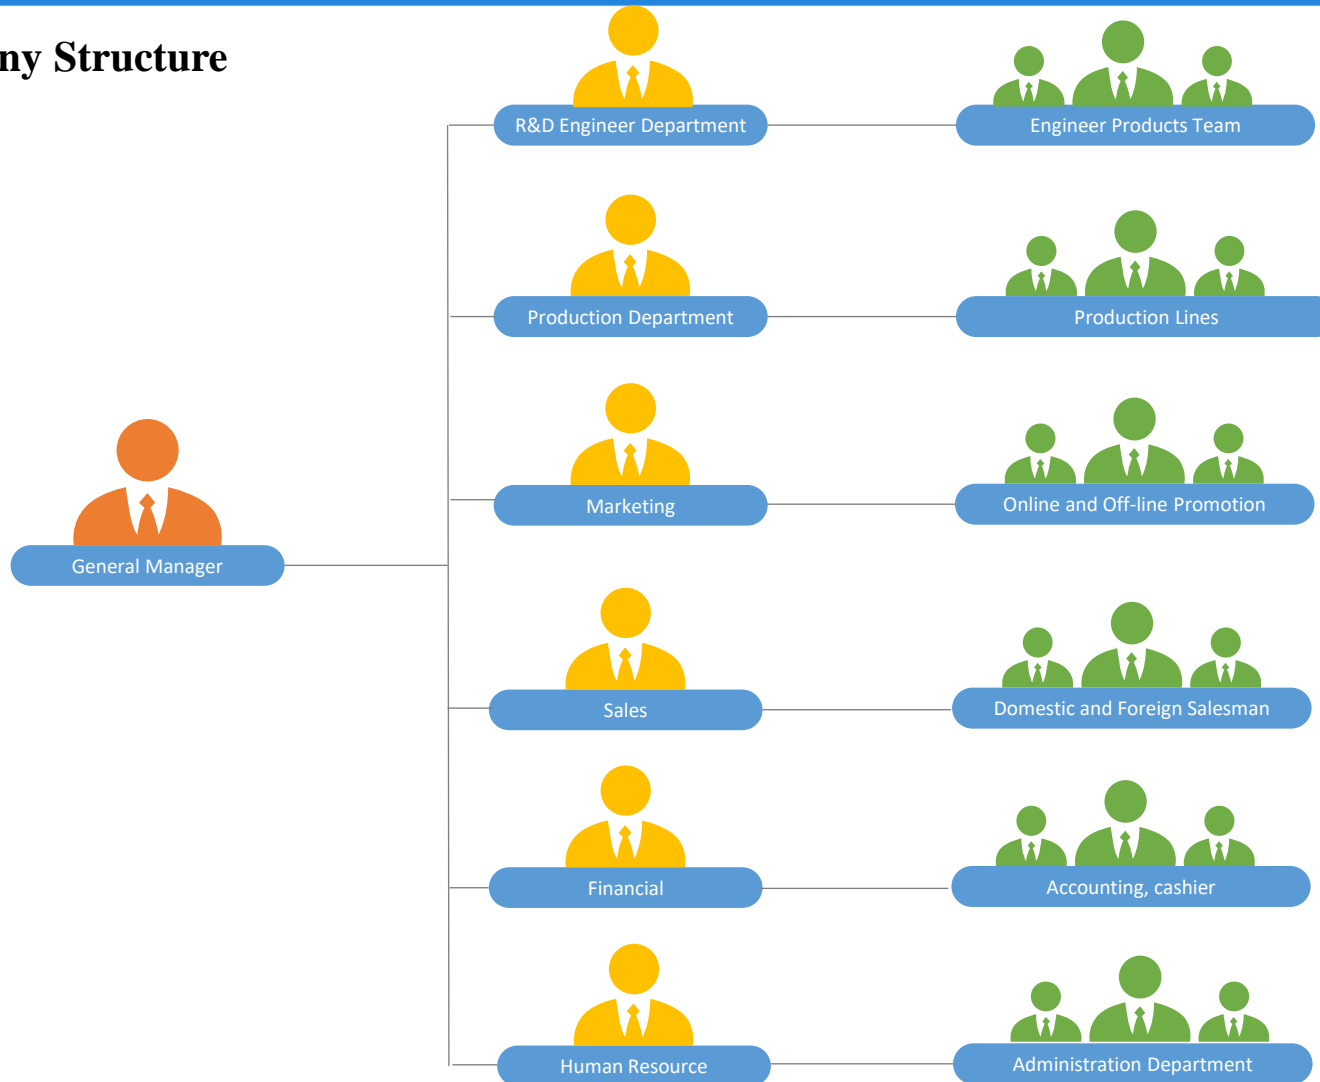 ny Structure
R&D Engineer Department
Engineer Products Team
Production Department
Production Lines
Marketing
Online and Off-line Promotion
General Manager
Sales
Domestic and Foreign Salesman
Financial
Accounting, cashier
Human Resource
Administration Department